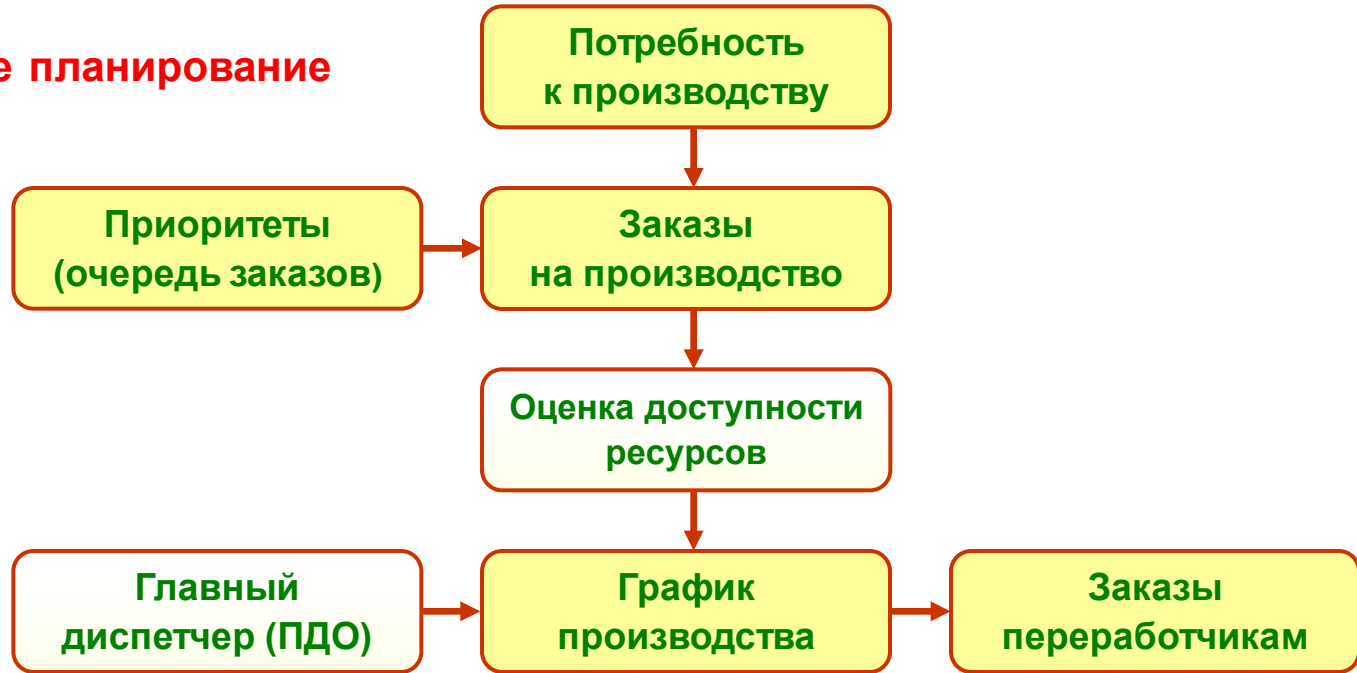 Потребность
к производству
е планирование
Приоритеты
(очередь заказов)
Заказы
на производство
Оценка доступности
ресурсов
Главный
диспетчер (ПДО)
График
производства
Заказы
переработчикам